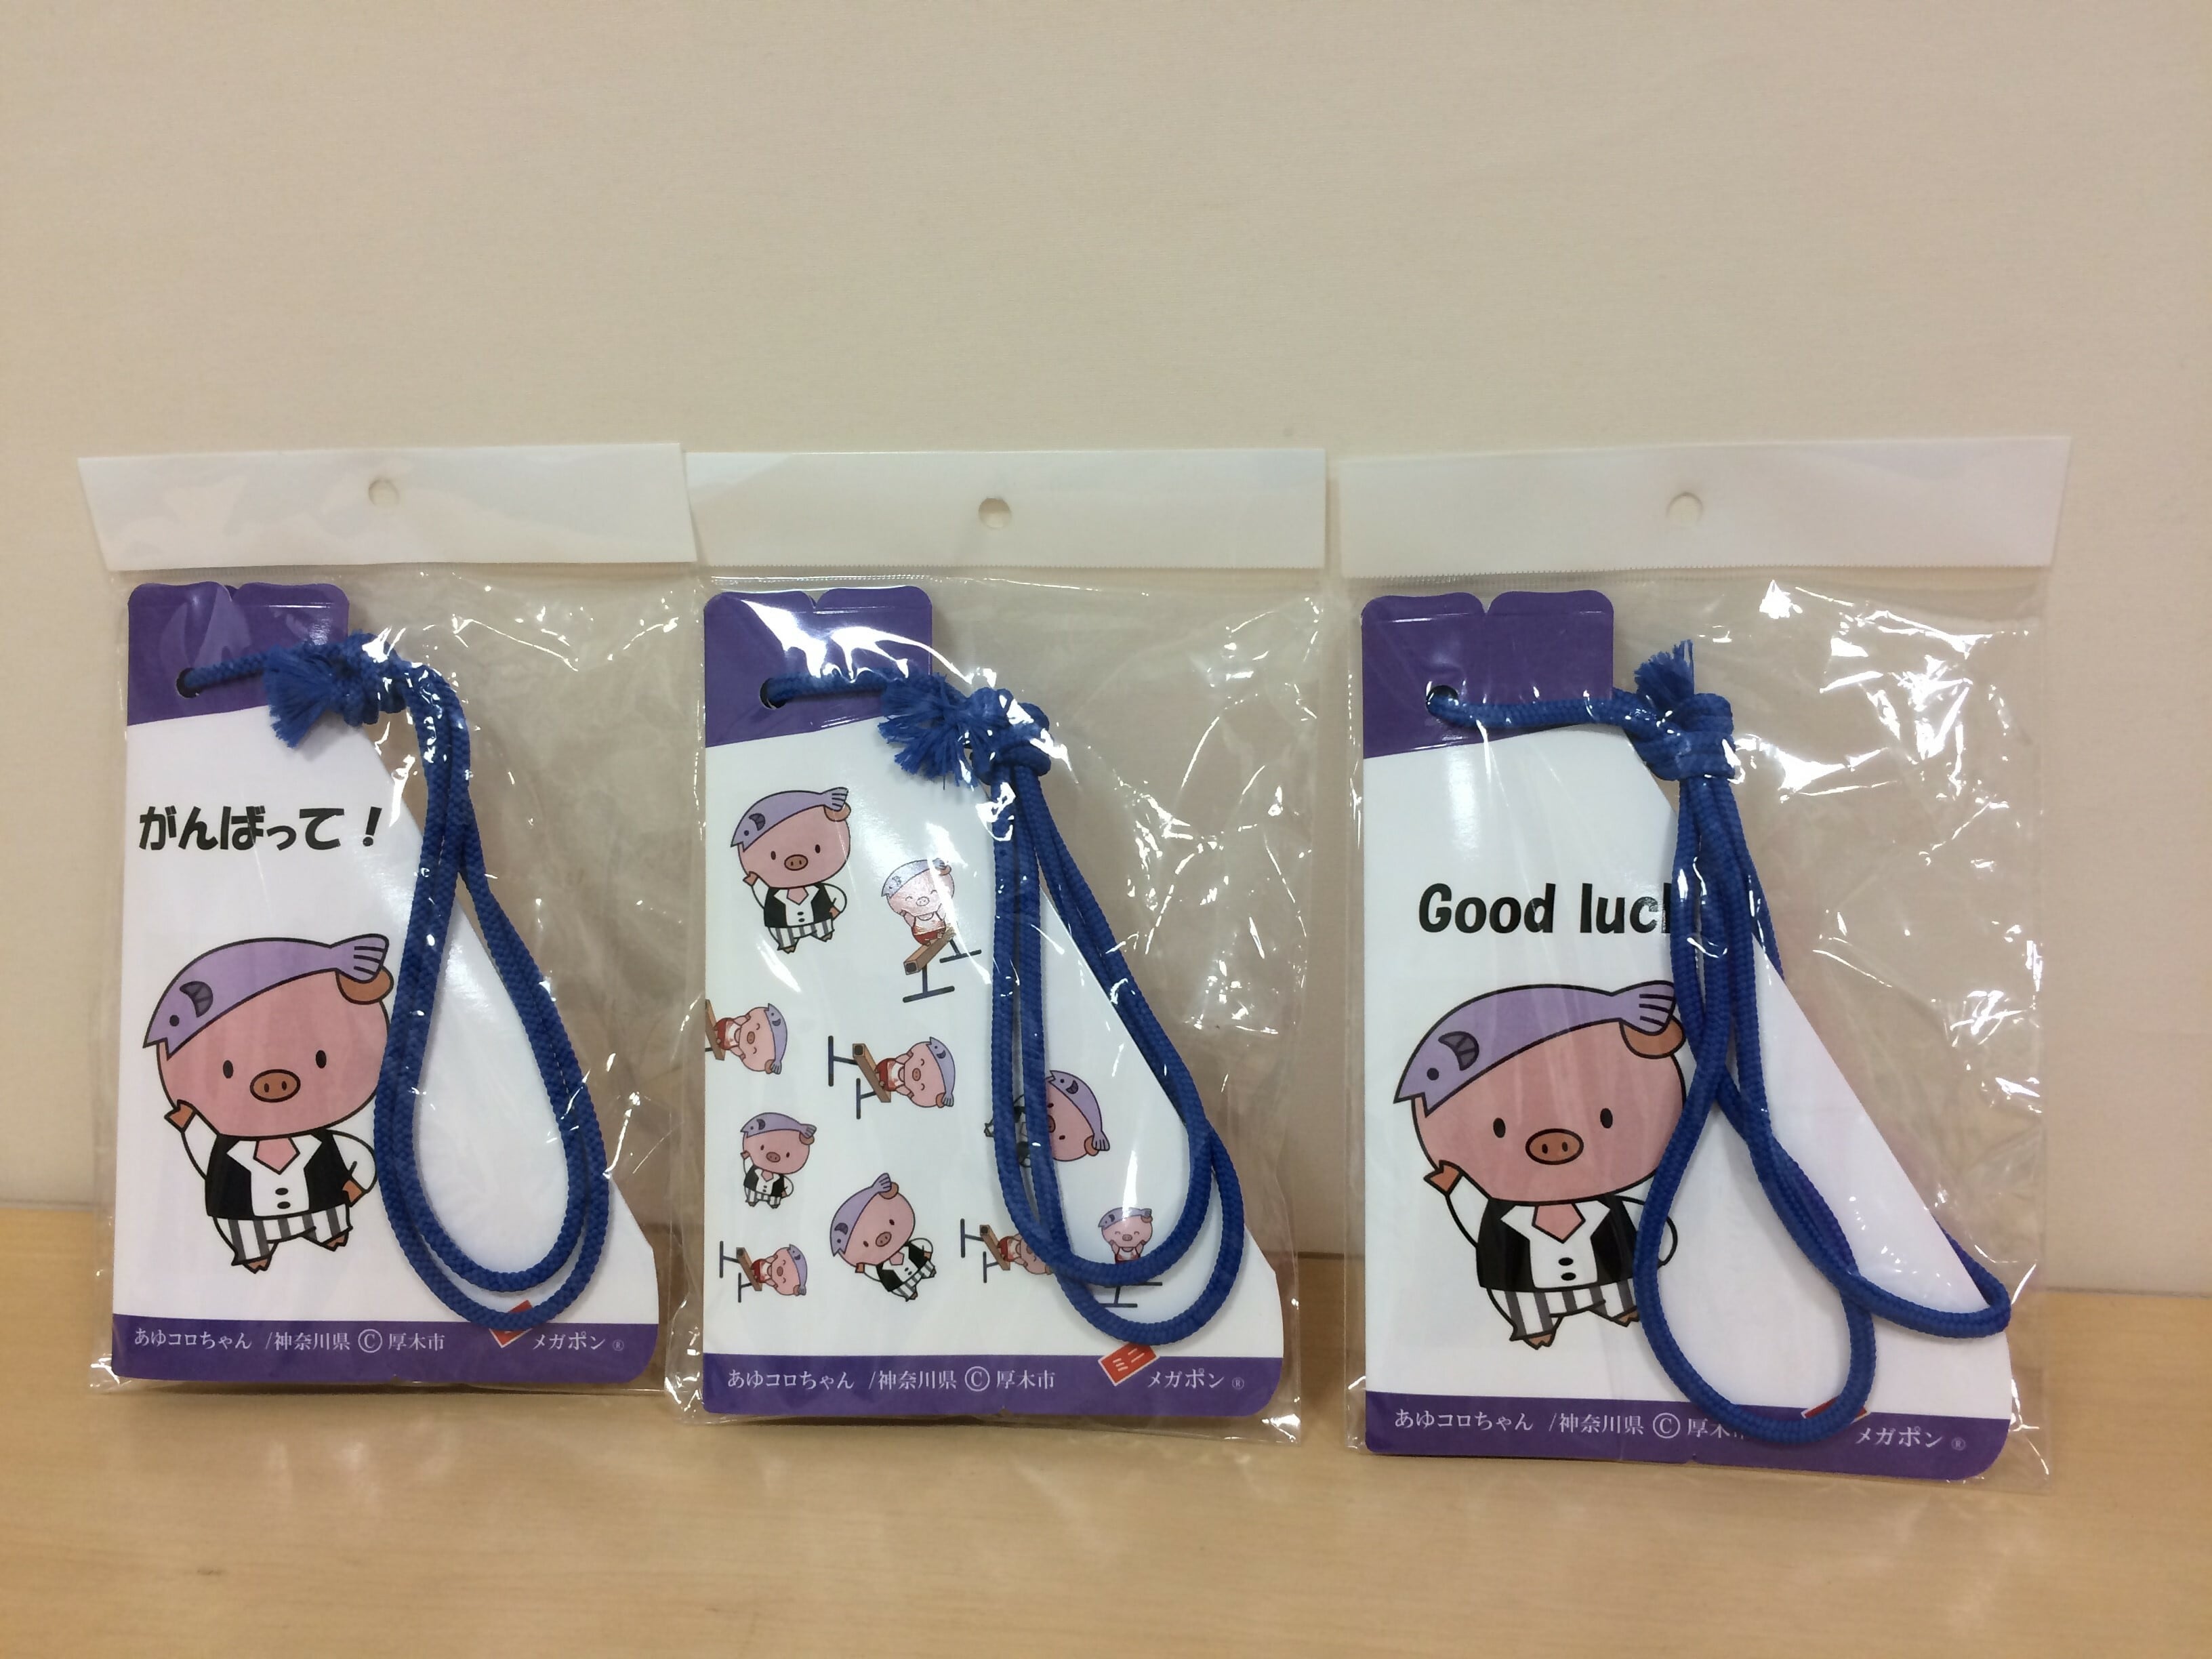 がんばって！
あゆコロちゃん /神奈川県 Ⓒ 厚木市
メガポン ®
あゆコロちゃん /神奈川県 Ⓒ 厚木市
ミニ
メガポン ®
Good luc
あゆコロちゃん /神奈川県 Ⓒ 厚木
メガポン ®